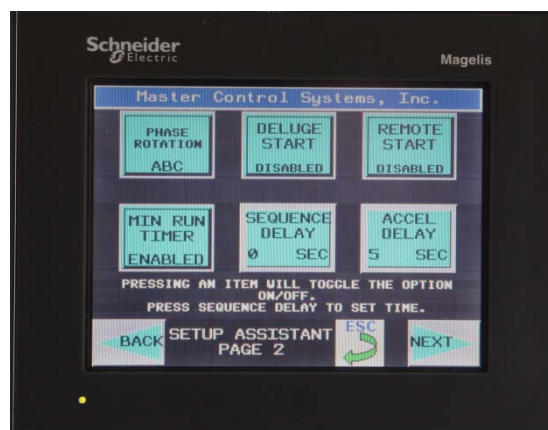 Schneider
Electric
Magelis
Master Control Systems, Inc.
PHASE
ROTATION
ABC
DELUGE
START
DISABLED
REMOTE
START
DISABLED
MIN RUN
TIMER
ENABLED
SEQUENCE
DELAY
0 SEC
ACCEL
DELAY
5 SEC
PRESSING AN ITEM WILL TOGGLE THE OPTION
ON/OFF.
PRESS SEQUENCE DELAY TO SET TIME.
BACK
SETUP ASSISTANT
PAGE 2
ESC
NEXT